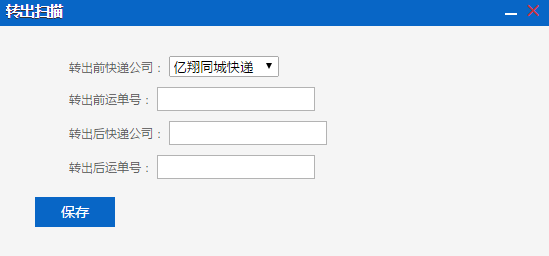 转出扫描
转出前快递公司： 亿翔同城快递
转出前运单号：
转出后快递公司：
转出后运单号：
保存